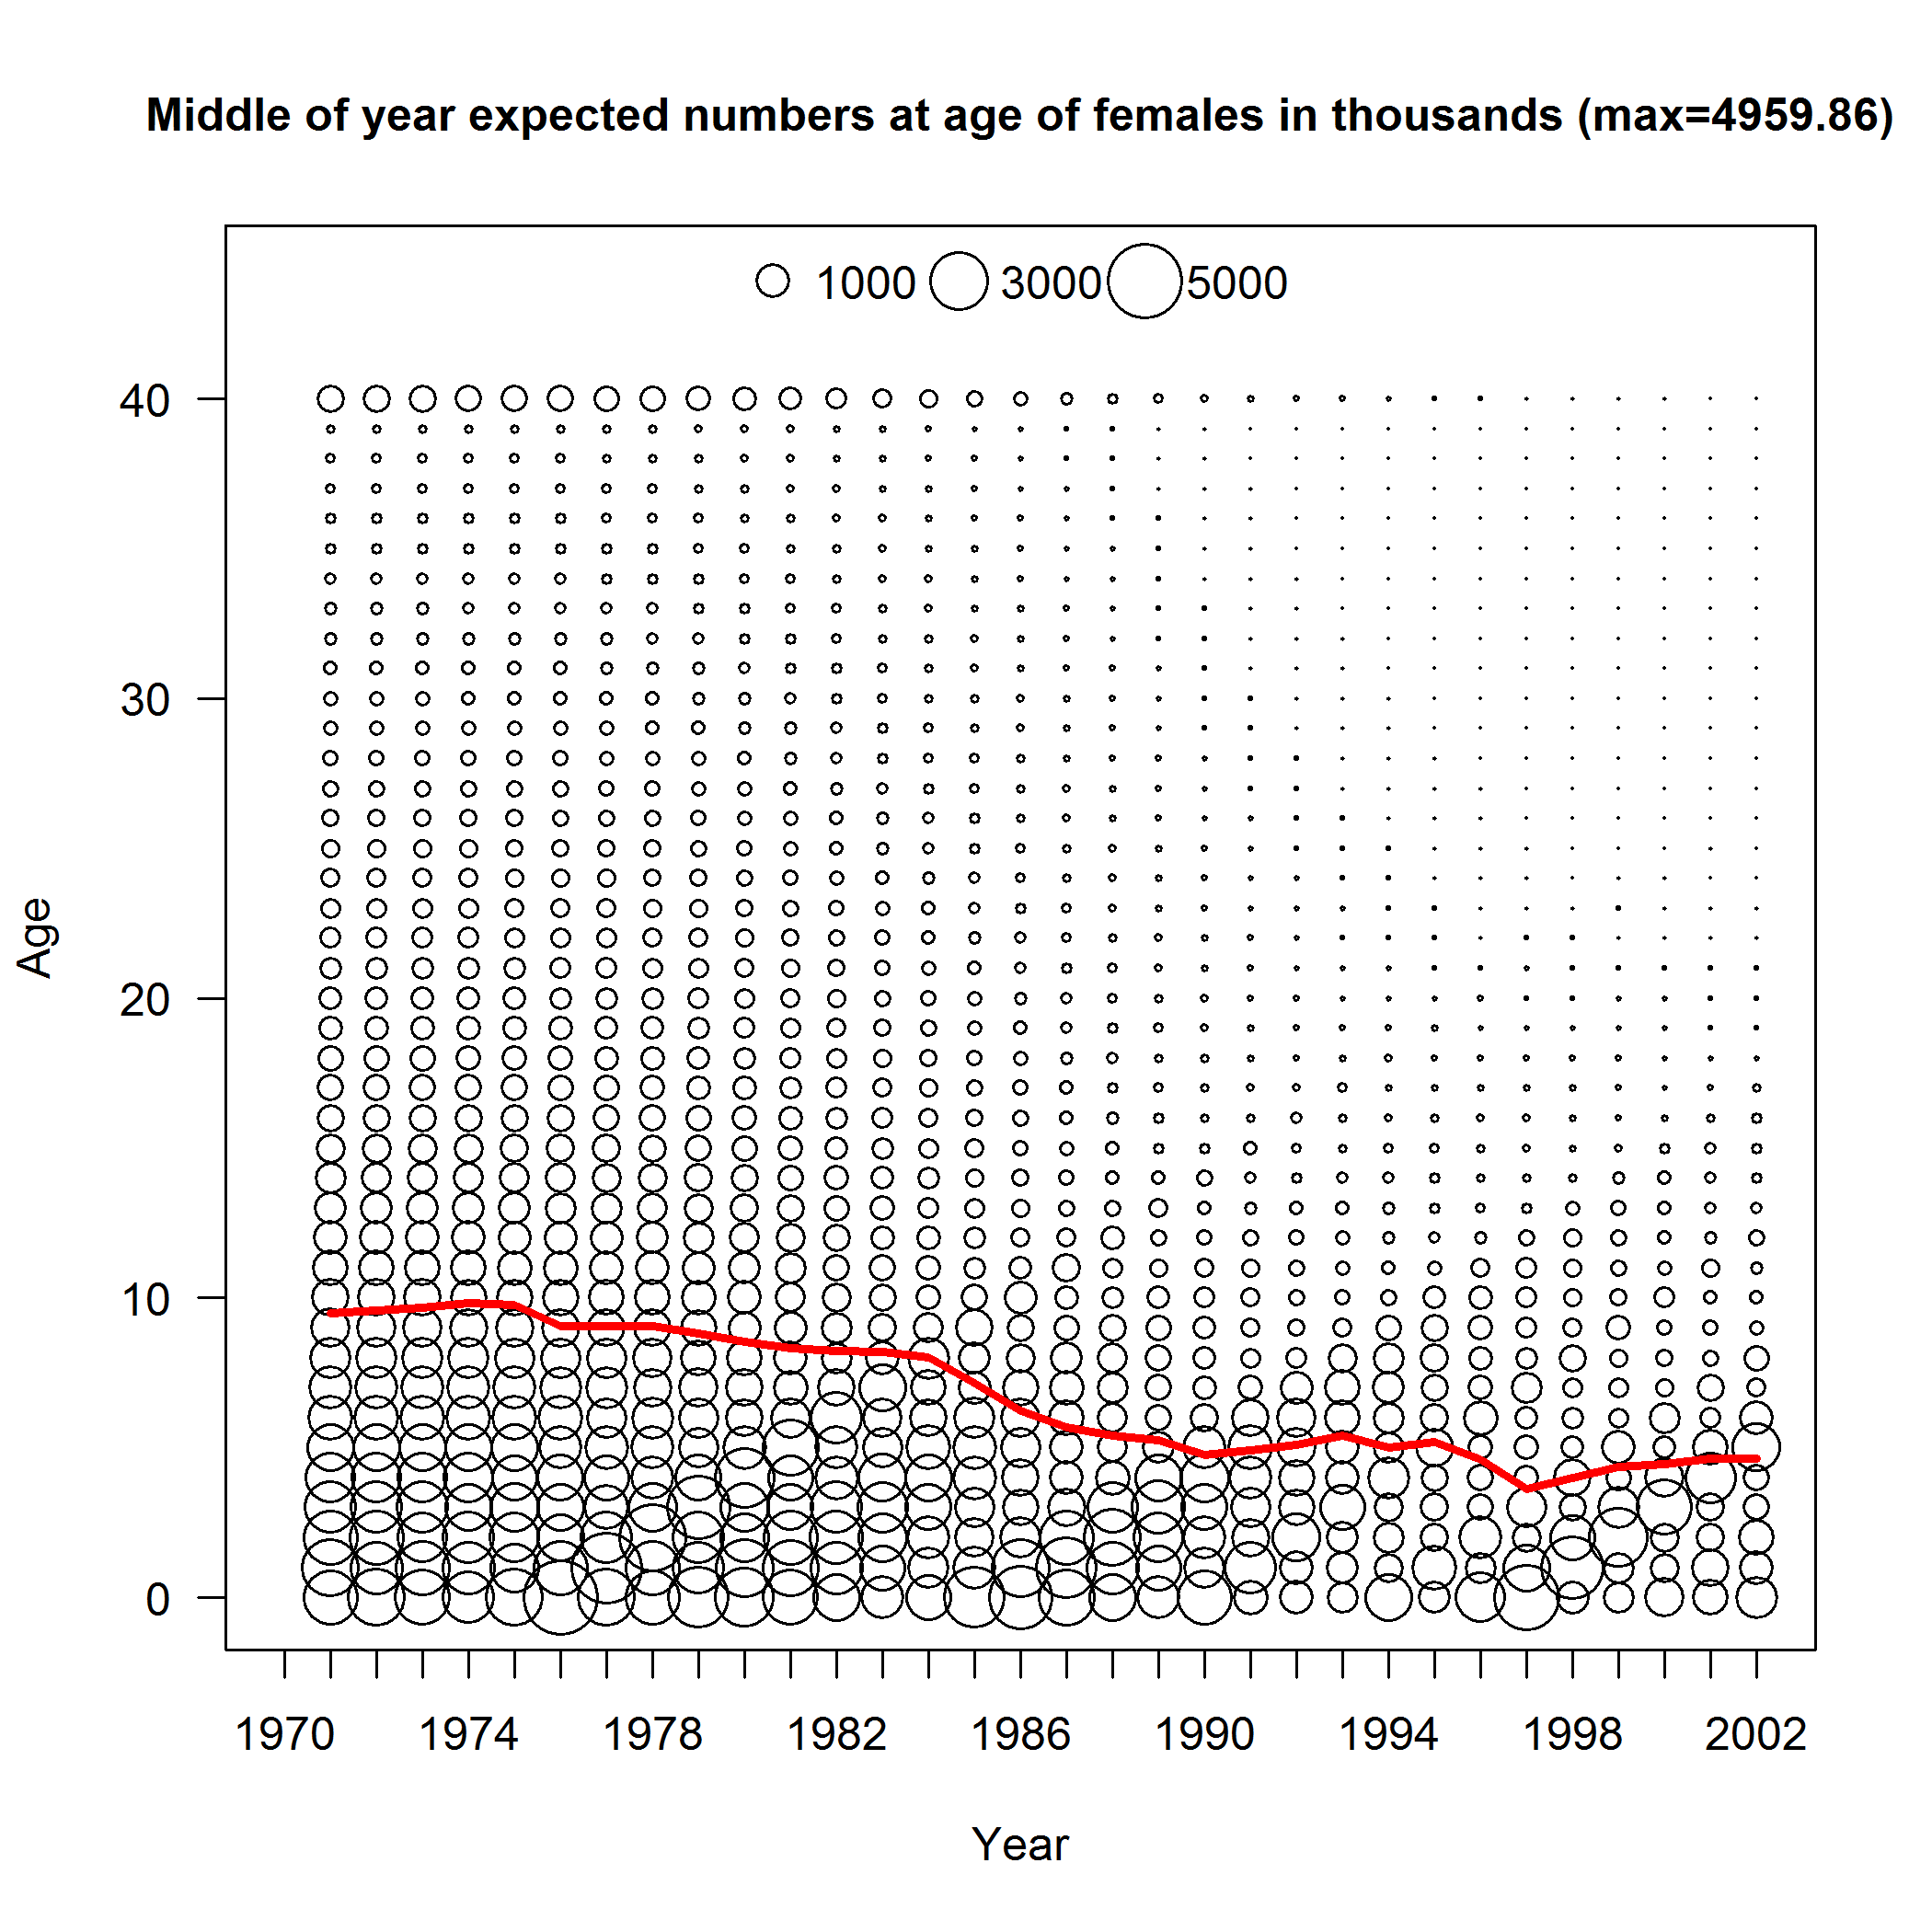 Middle of year expected numbers at age of females in thousands (max=4959.86)
1000 3000 5000
40
30
20
10
0
Age
1970 1974 1978 1982 1986 1990 1994 1998 2002
Year